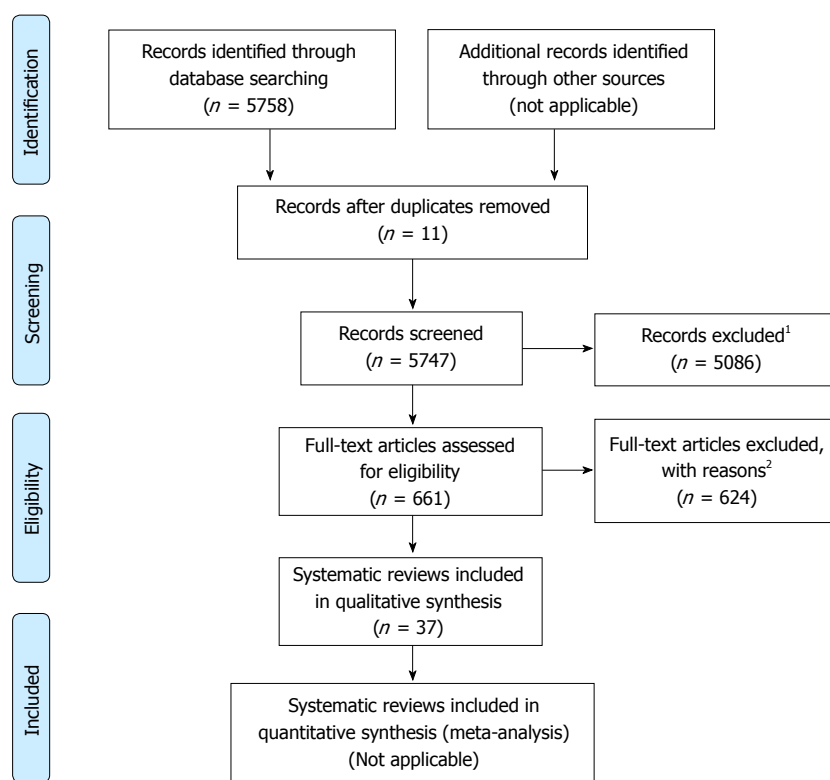 Identification
Records identified through
database searching
(n = 5758)
Additional records identified
through other sources
(not applicable)
Records after duplicates removed
(n = 11)
Screening
Records screened
(n = 5747)
Records excluded¹
(n = 5086)
Eligibility
Full-text articles assessed
for eligibility
(n = 661)
Full-text articles excluded,
with reasons²
(n = 624)
Systematic reviews included
in qualitative synthesis
(n = 37)
Included
Systematic reviews included in
quantitative synthesis (meta-analysis)
(Not applicable)